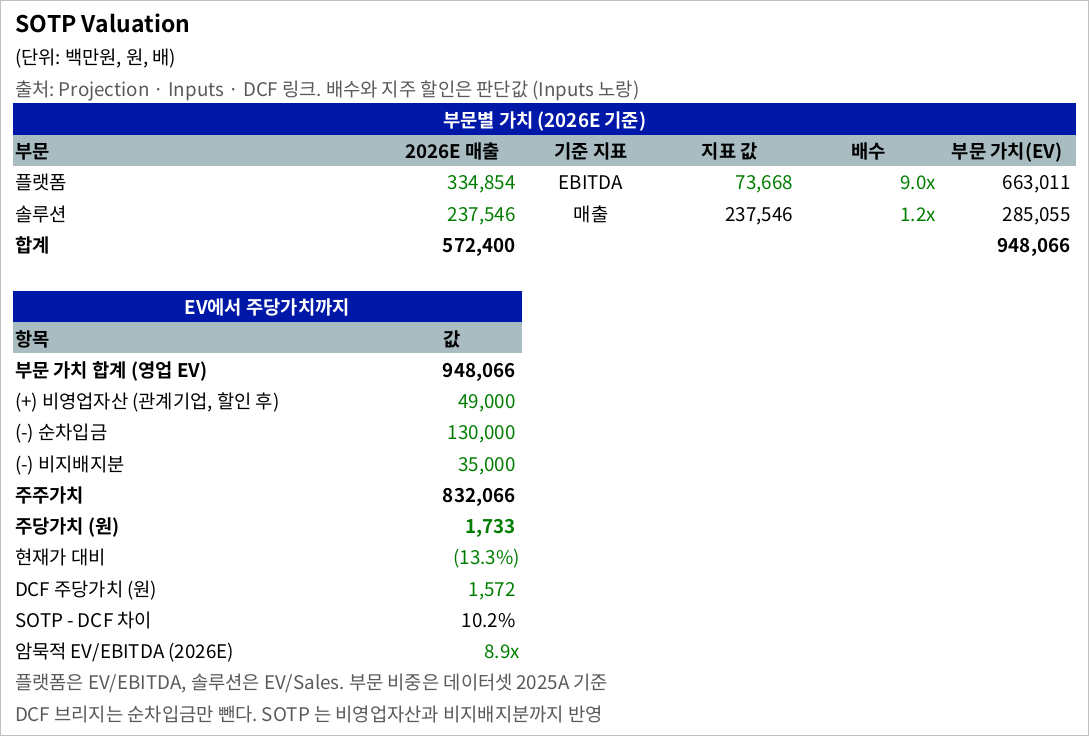 SOTP Valuation
(단위: 백만원, 원, 배)
출처: Projection · Inputs · DCF 링크. 배수와 지주 할인은 판단값 (Inputs 노랑)
부문별 가치 (2026E 기준)
부문 2026E 매출 기준 지표 지표 값 배수 부문 가치(EV)
플랫폼 334,854 EBITDA 73,668 9.0x 663,011
솔루션 237,546 매출 237,546 1.2x 285,055
합계 572,400 948,066
EV에서 주당가치까지
항목 값
부문 가치 합계 (영업 EV) 948,066
(+) 비영업자산 (관계기업, 할인 후) 49,000
(-) 순차입금 130,000
(-) 비지배지분 35,000
주주가치 832,066
주당가치 (원) 1,733
현재가 대비 (13.3%)
DCF 주당가치 (원) 1,572
SOTP - DCF 차이 10.2%
암묵적 EV/EBITDA (2026E) 8.9x
플랫폼은 EV/EBITDA, 솔루션은 EV/Sales. 부문 비중은 데이터셋 2025A 기준
DCF 브리지는 순차입금만 뺀다. SOTP 는 비영업자산과 비지배지분까지 반영